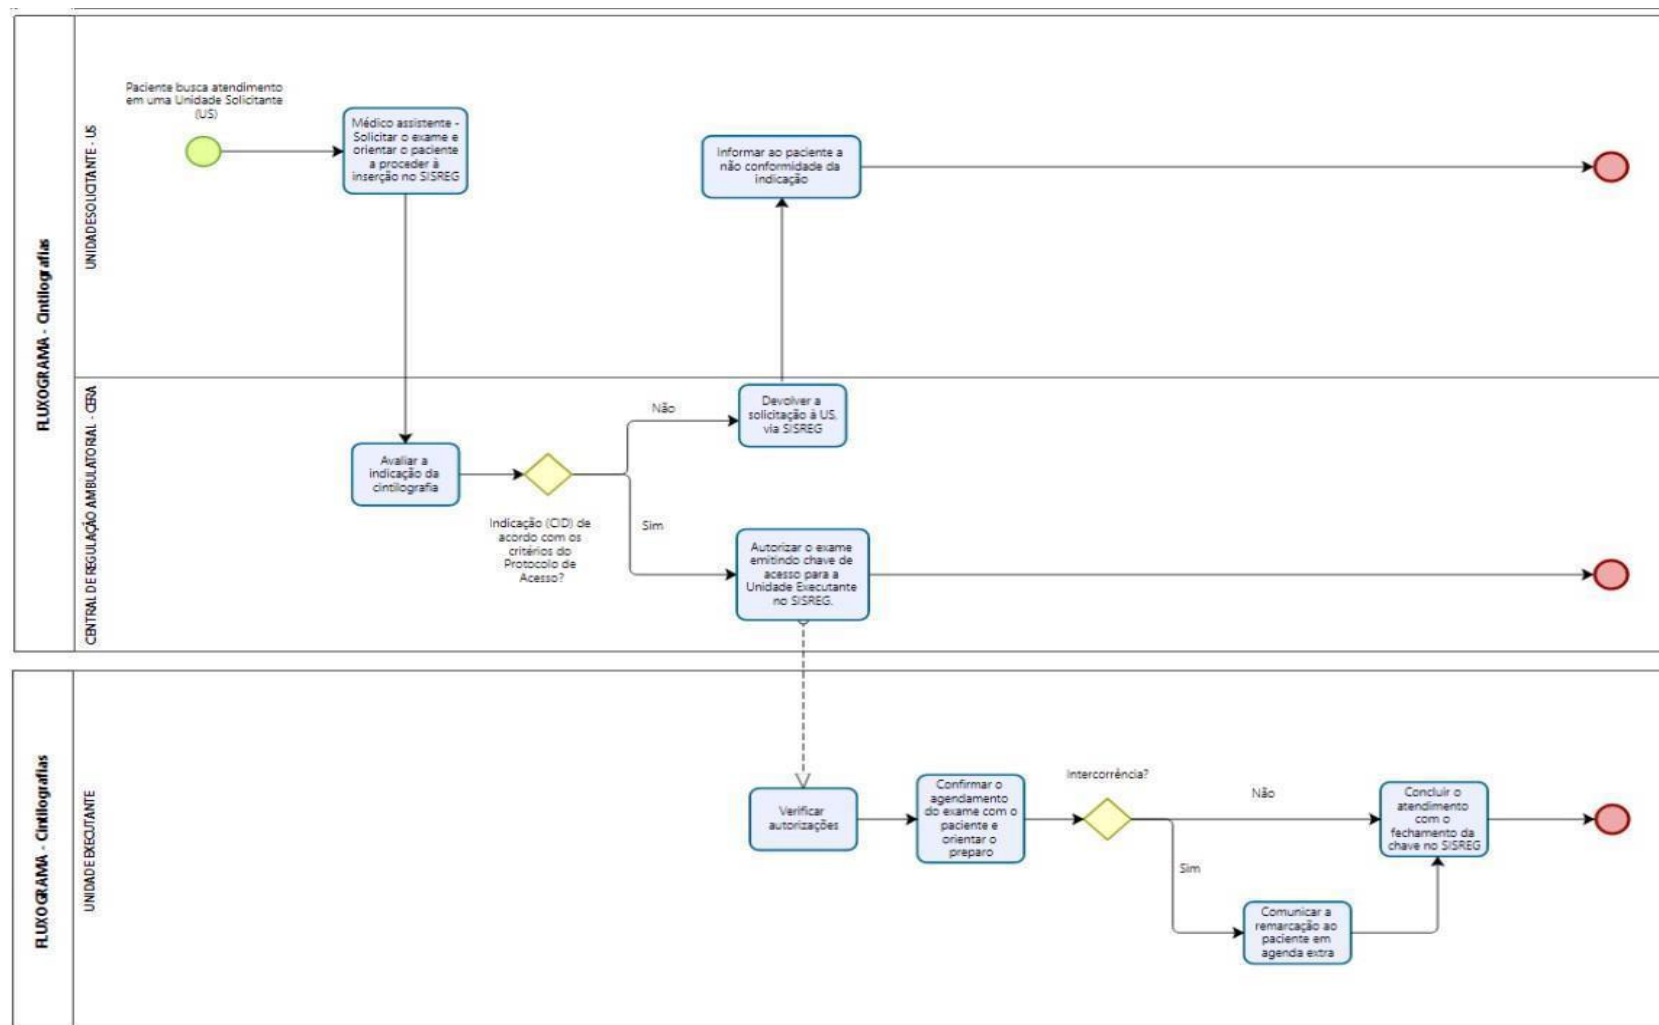 FLUXOGRAMA - Cintilografias
UNIDADE SOLICITANTE - US
Paciente busca atendimento
em uma Unidade Solicitante
(US)
Médico assistente -
Solicitar o exame e
orientar o paciente
a proceder à
inserção no SISREG
Informar ao paciente a
não conformidade da
indicação
CENTRAL DE REGULAÇÃO AMBULATORIAL - CERA
Avaliar a
indicação da
cintilografia
Indicação (CID) de
acordo com os
critérios do
Protocolo de
Acesso?
Não
Devolver a
solicitação à US,
via SISREG
Sim
Autorizar o exame
emitindo chave de
acesso para a
Unidade Executante
no SISREG.
FLUXOGRAMA - Cintilografias
UNIDADE EXECUTANTE
Verificar
autorizações
Confirmar o
agendamento
do exame com o
paciente e
orientar o
preparo
Intercorrência?
Não
Sim
Concluir o
atendimento
com o
fechamento da
chave no SISREG
Comunicar a
remarcação ao
paciente em
agenda extra